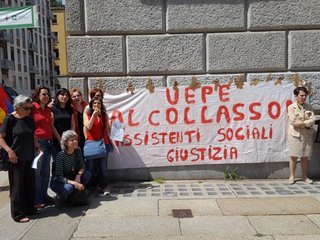 UEPE
AL COLLASSO!
ASSISTENTI SOCIALI
GIUSTIZIA